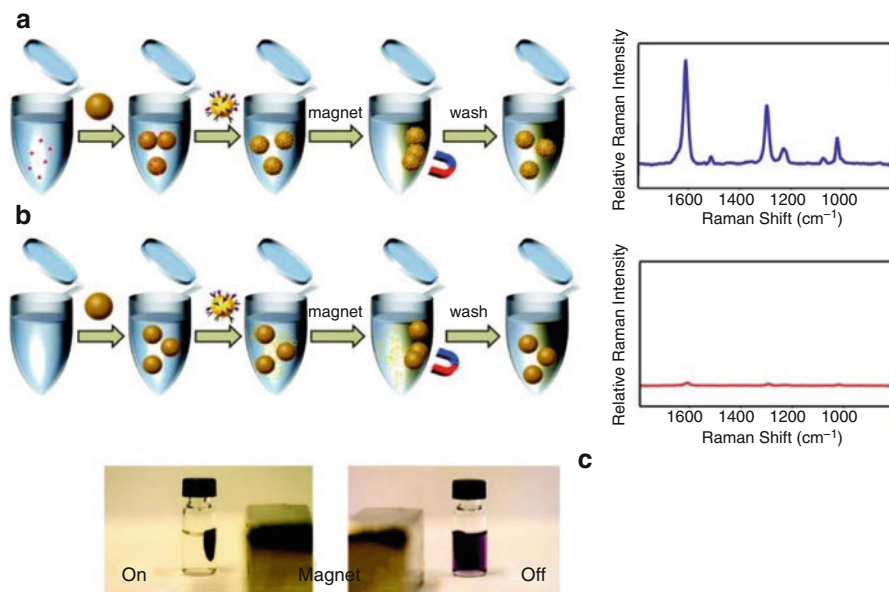 a
magnet
wash
Relative Raman Intensity
1600
1400
1200
1000
Raman Shift (cm⁻¹)
b
magnet
wash
Relative Raman Intensity
1600
1400
1200
1000
Raman Shift (cm⁻¹)
c
On
Magnet
Off